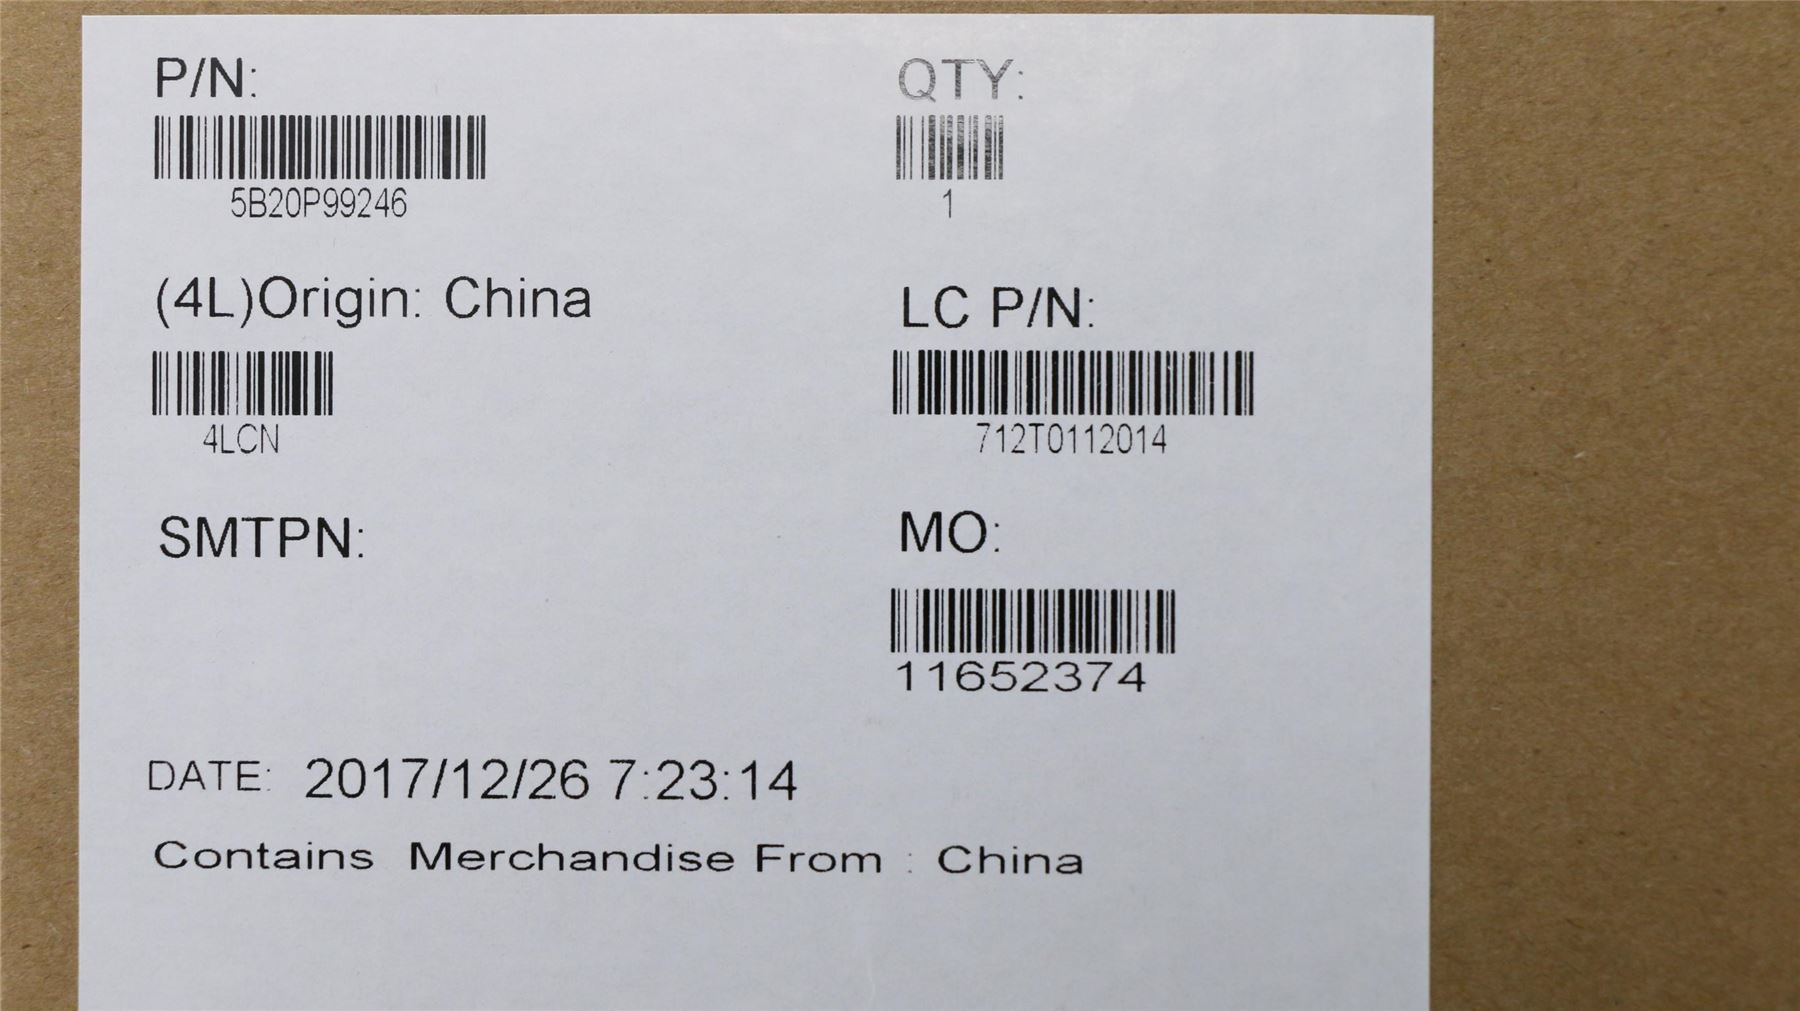 P/N:
QTY:
5B20P99246
1
(4L)Origin: China
LC P/N:
4LCN
712T0112014
SMTPN:
MO:
11652374
DATE: 2017/12/26 7:23:14
Contains Merchandise From : China